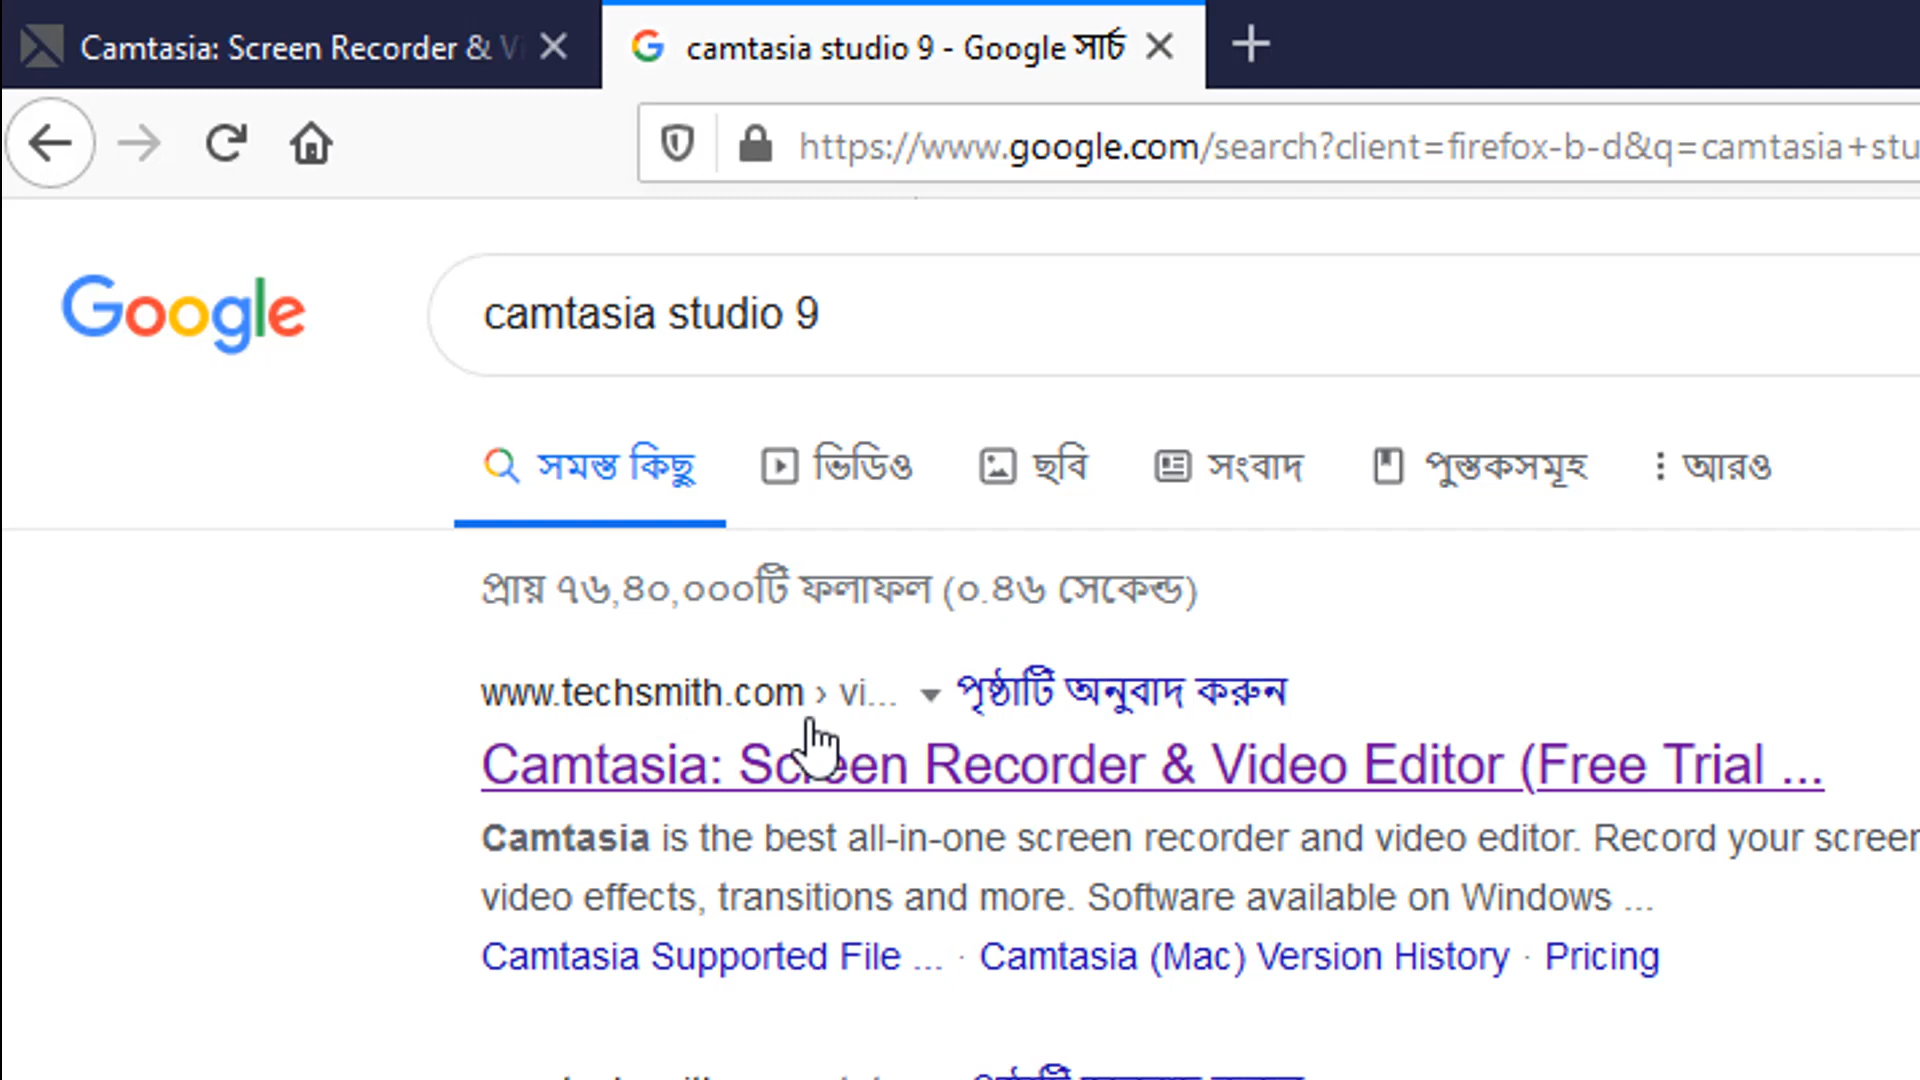 Camtasia: Screen Recorder & Vi
camtasia studio 9 - Google সার্চ
https://www.google.com/search?client=firefox-b-d&q=camtasia+stu
Google
camtasia studio 9
সমস্ত কিছু ভিডিও ছবি সংবাদ পুস্তকসমূহ আরও
প্রায় ৭৬,৪০,০০০টি ফলাফল (০.৪৬ সেকেন্ড)
www.techsmith.com › vi... পৃষ্ঠাটি অনুবাদ করুন
Camtasia: Screen Recorder & Video Editor (Free Trial ...
Camtasia is the best all-in-one screen recorder and video editor. Record your screen
video effects, transitions and more. Software available on Windows ...
Camtasia Supported File ... · Camtasia (Mac) Version History · Pricing